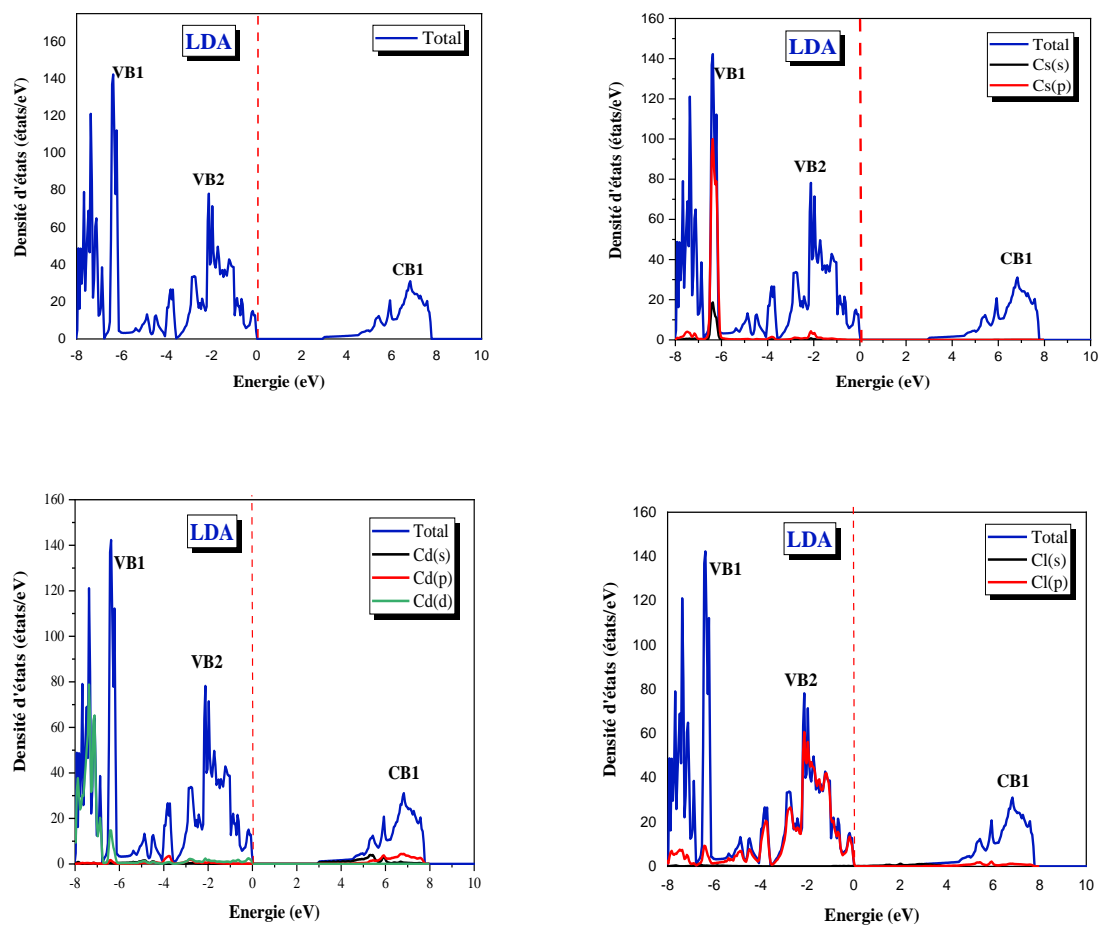 LDA
Total
VB1
VB2
CB1
Densité d'états (états/eV)
160
140
120
100
80
60
40
20
0
-8 -6 -4 -2 0 2 4 6 8 10
Energie (eV)
LDA
Total
Cs(s)
Cs(p)
VB1
VB2
CB1
Densité d'états (états/eV)
160
140
120
100
80
60
40
20
0
-8 -6 -4 -2 0 2 4 6 8 10
Energie (eV)
LDA
Total
Cd(s)
Cd(p)
Cd(d)
VB1
VB2
CB1
Densité d'états (états/eV)
160
140
120
100
80
60
40
20
0
-8 -6 -4 -2 0 2 4 6 8 10
Energie (eV)
LDA
Total
Cl(s)
Cl(p)
VB1
VB2
CB1
Densité d'états (états/eV)
160
140
120
100
80
60
40
20
0
-8 -6 -4 -2 0 2 4 6 8 10
Energie (eV)